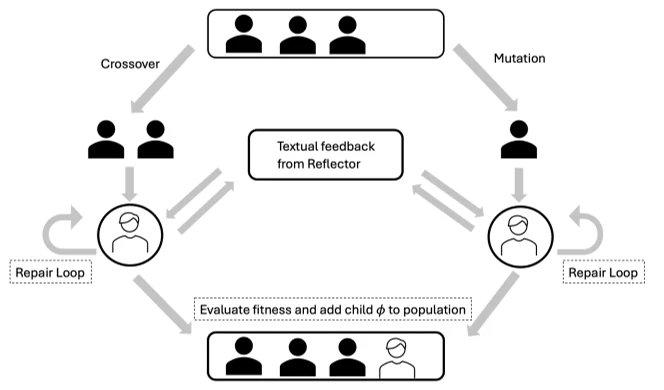 Crossover
Mutation
Textual feedback
from Reflector
Repair Loop
Repair Loop
Evaluate fitness and add child ϕ to population